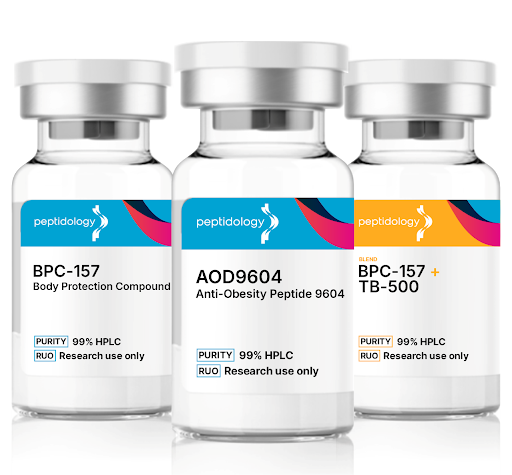 peptidology
BPC-157
Body Protection Compound
PURITY 99% HPLC
RUO Research use only
peptidology
AOD9604
Anti-Obesity Peptide 9604
PURITY 99% HPLC
RUO Research use only
peptidology
BLEND
BPC-157 +
TB-500
PURITY 99% HPLC
RUO Research use only